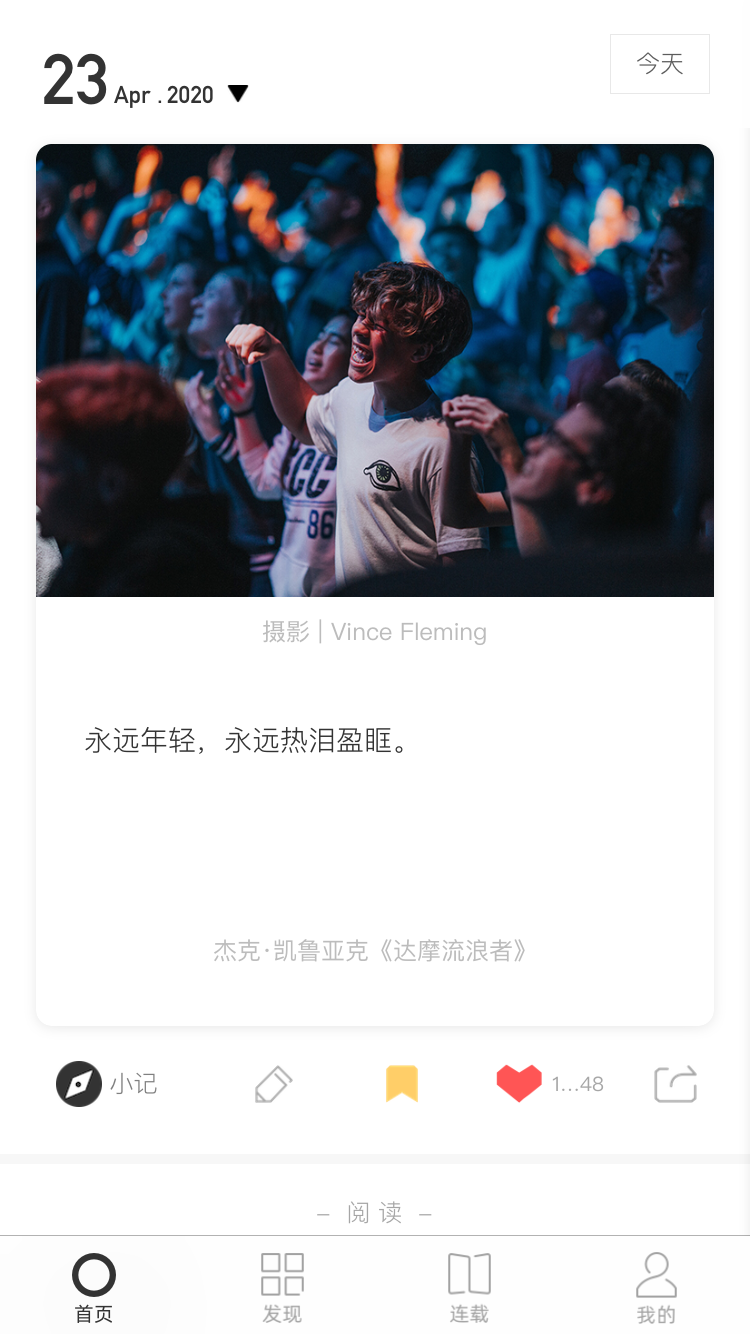 23 Apr . 2020 ▼
今天
CC
86
摄影 | Vince Fleming
永远年轻，永远热泪盈眶。
杰克·凯鲁亚克《达摩流浪者》
小记
1...48
– 阅 读 –
首页
发现
连载
我的